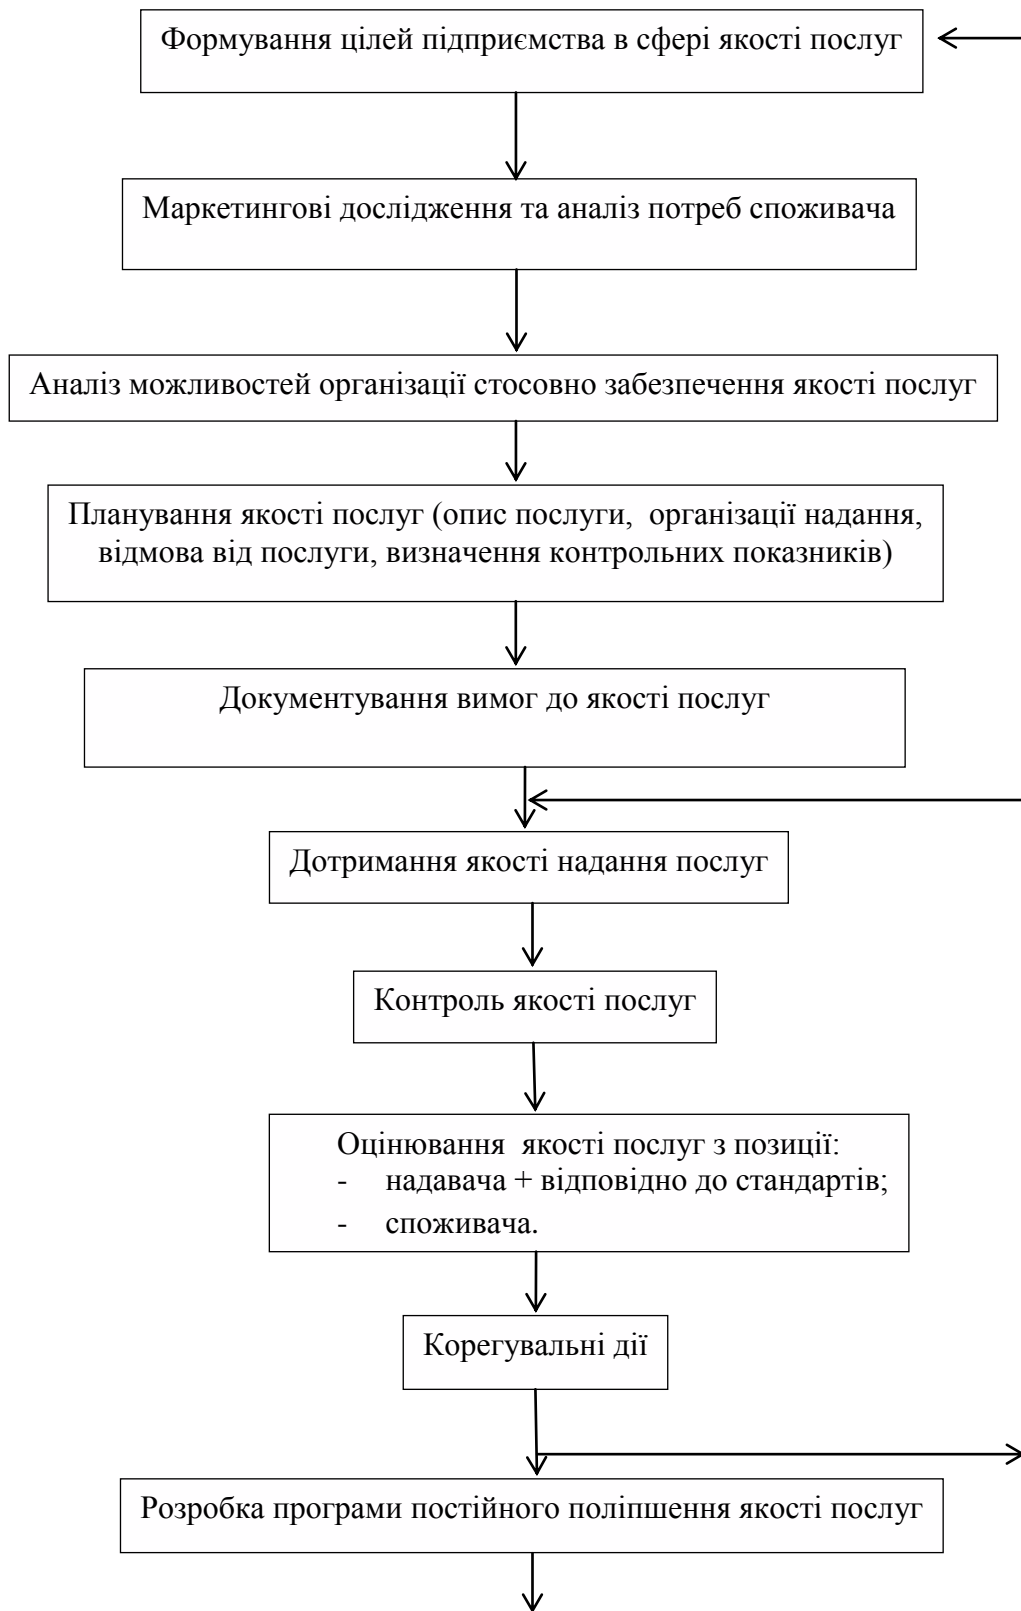 Формування цілей підприємства в сфері якості послуг
Маркетингові дослідження та аналіз потреб споживача
Аналіз можливостей організації стосовно забезпечення якості послуг
Планування якості послуг (опис послуги, організації надання,
відмова від послуги, визначення контрольних показників)
Документування вимог до якості послуг
Дотримання якості надання послуг
Контроль якості послуг
Оцінювання якості послуг з позиції:
- надавача + відповідно до стандартів;
- споживача.
Корегувальні дії
Розробка програми постійного поліпшення якості послуг